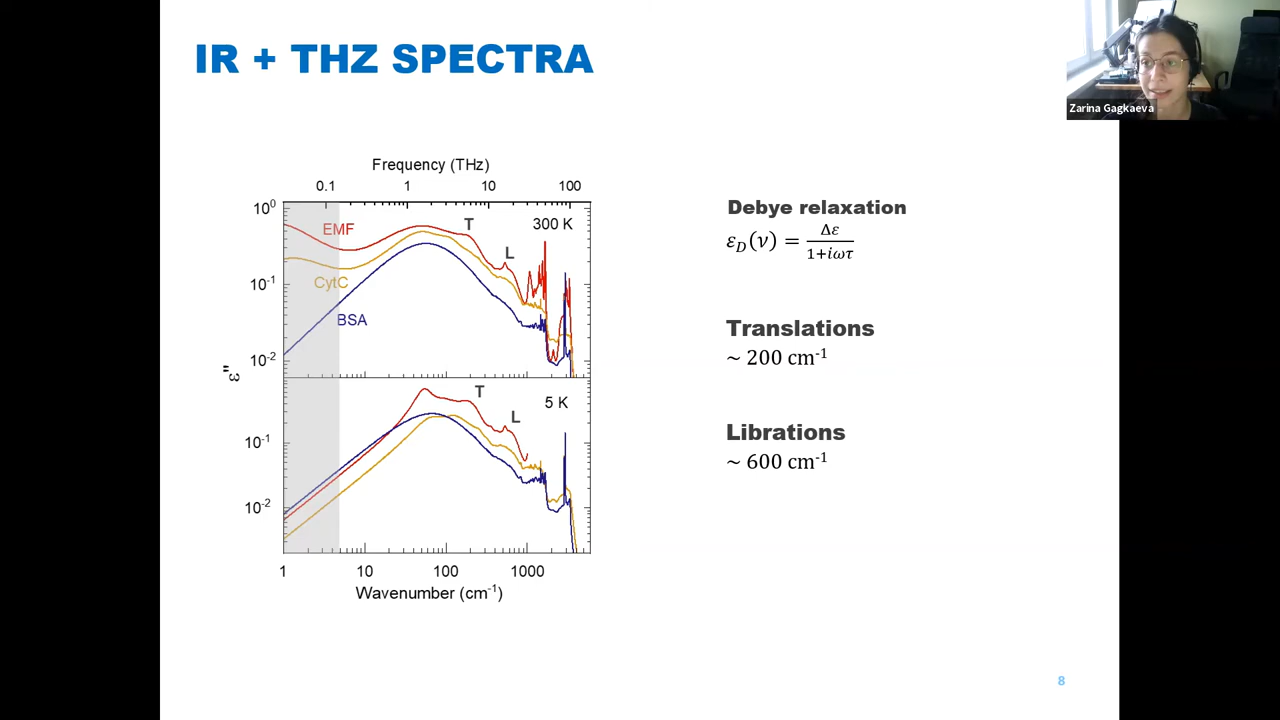 IR + THZ SPECTRA
Zarina Gagkaeva
Frequency (THz)
0.1 1 10 100
10⁰
EMF
T
300 K
L
10⁻¹
CytC
BSA
10⁻²
ε"
T
5 K
L
10⁻¹
10⁻²
1 10 100 1000
Wavenumber (cm⁻¹)
Debye relaxation
ε_D(ν) = Δε / 1+iωτ
Translations
~ 200 cm⁻¹
Librations
~ 600 cm⁻¹
8